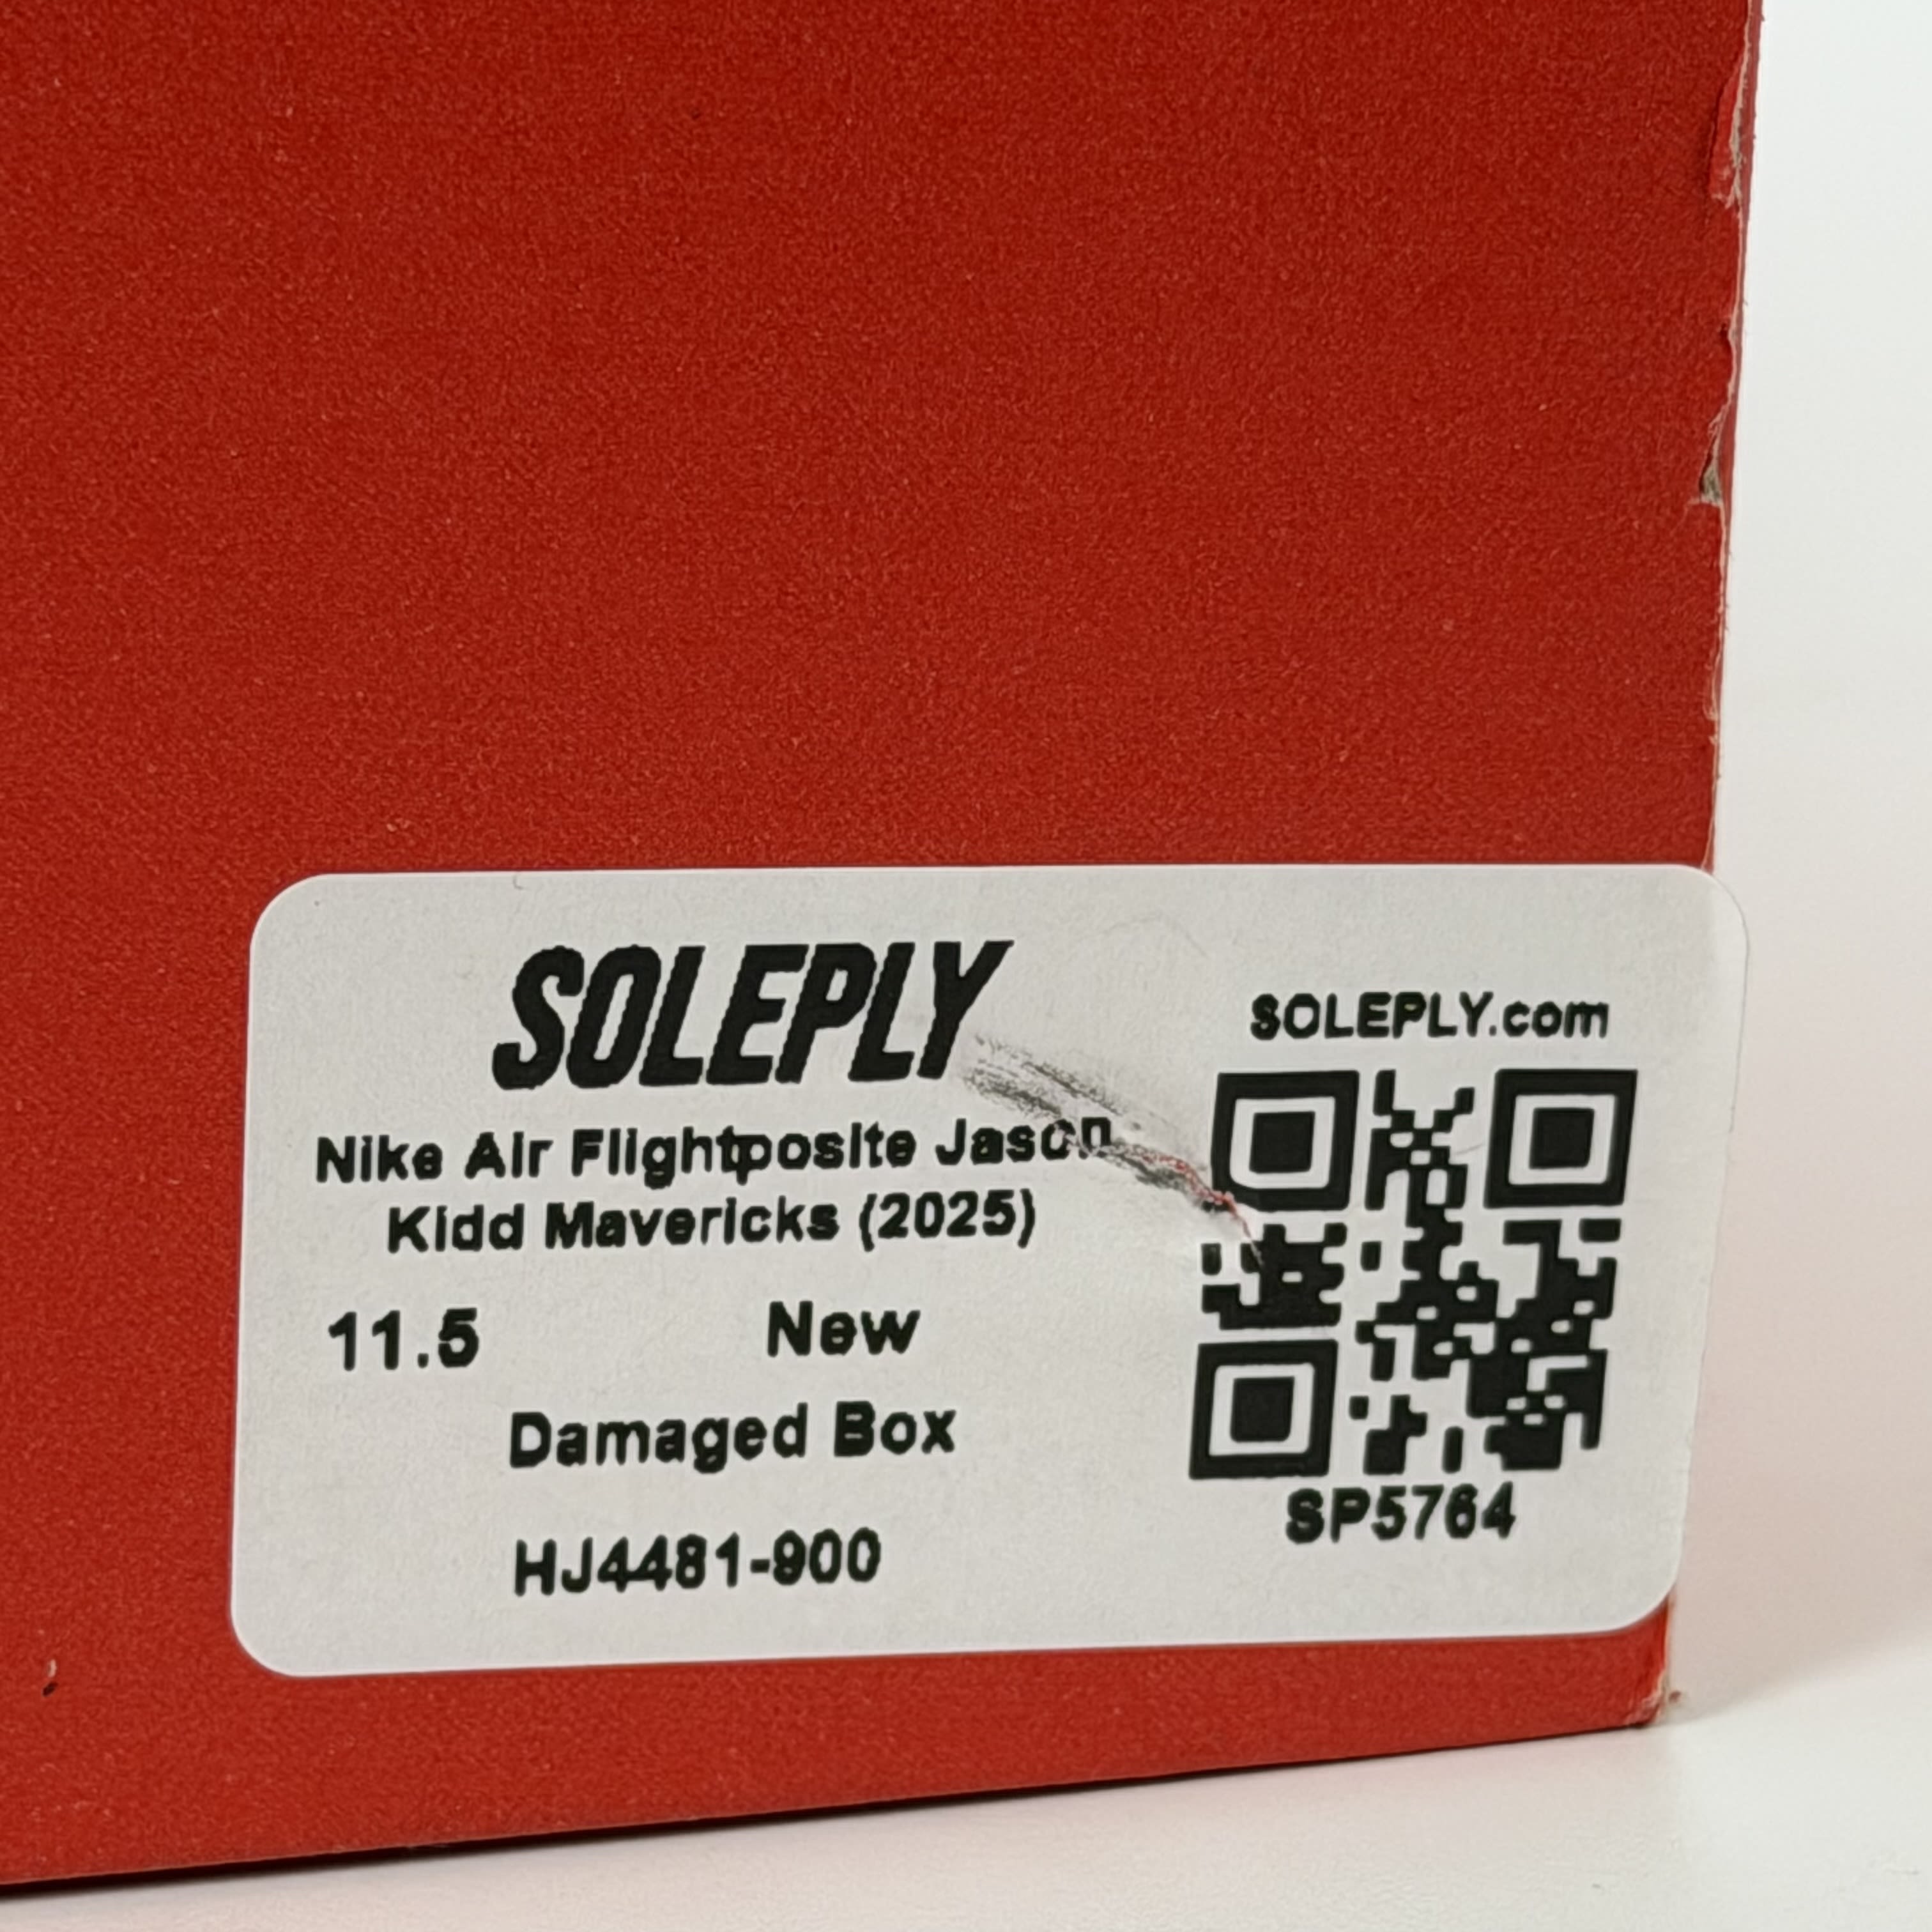 SOLEPLY
Nike Air Flightposite Jason
Kidd Mavericks (2025)
11.5 New
Damaged Box
HJ4481-900
SOLEPLY.com
SP5764